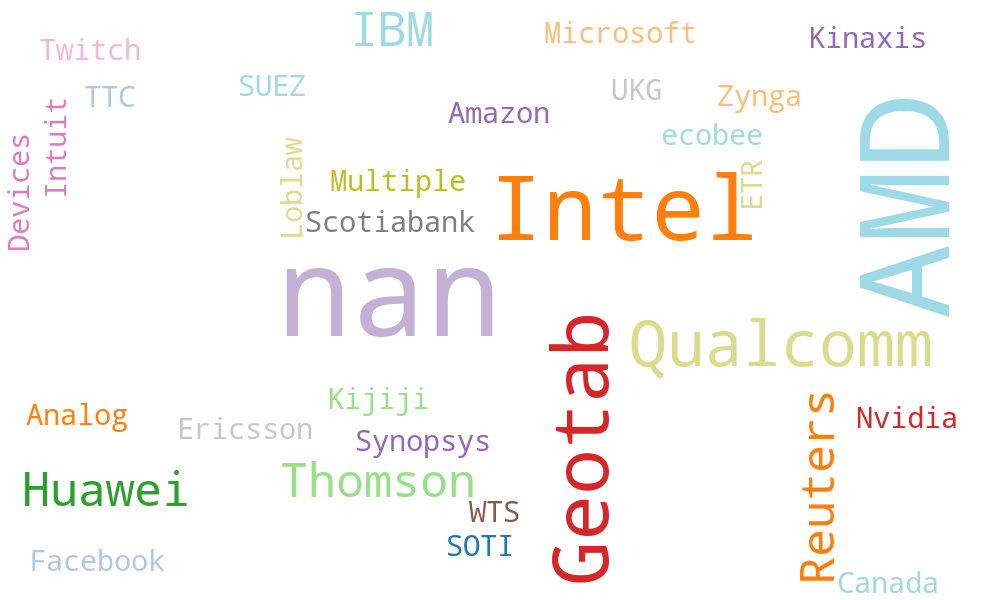 IBM
Microsoft
Kinaxis
Twitch
SUEZ
UKG
TTC
Zynga
Amazon
ecobee
Intuit
Devices
Loblaw
Multiple
ETR
AMD
Intel
Scotiabank
nan
Qualcomm
Geotab
Kijiji
Analog
Ericsson
Synopsys
Reuters
Nvidia
Thomson
Huawei
WTS
SOTI
Facebook
Canada